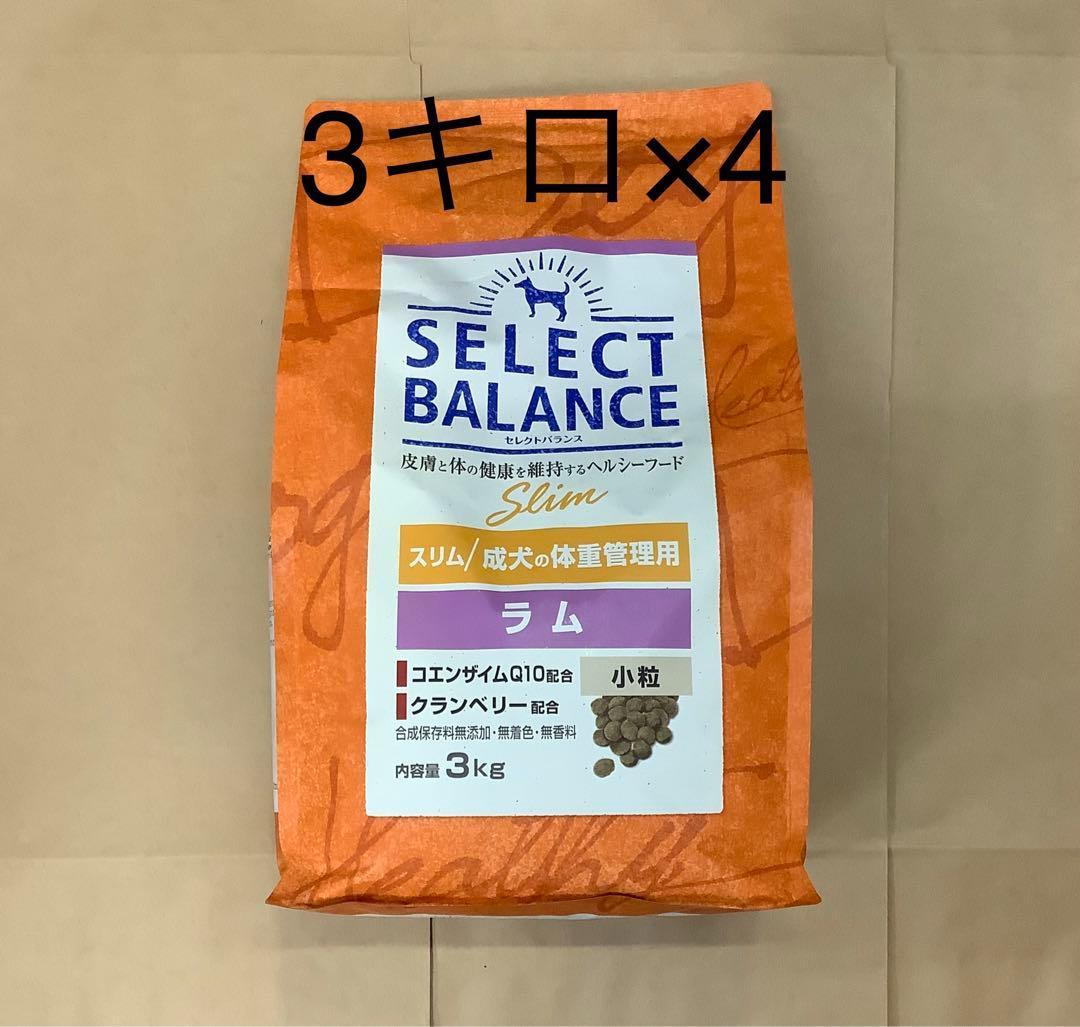 3キロ×4
SELECT
BALANCE
セレクトバランス
皮膚と体の健康を維持するヘルシーフード
Slim
スリム/成犬の体重管理用
ラム
コエンザイムQ10配合
小粒
クランベリー配合
合成保存料無添加・無着色・無香料
内容量 3kg
Healthy